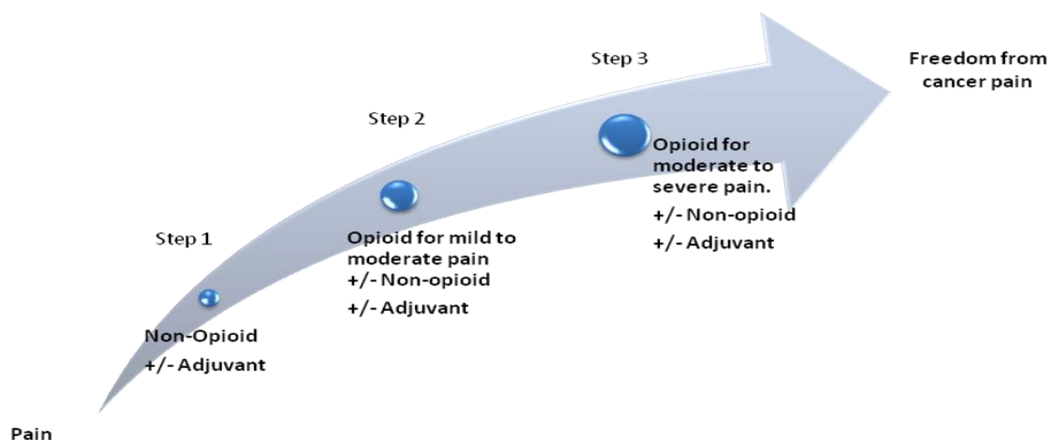 Pain
Step 1
Non-Opioid
+/- Adjuvant
Step 2
Opioid for mild to
moderate pain
+/- Non-opioid
+/- Adjuvant
Step 3
Opioid for
moderate to
severe pain.
+/- Non-opioid
+/- Adjuvant
Freedom from
cancer pain